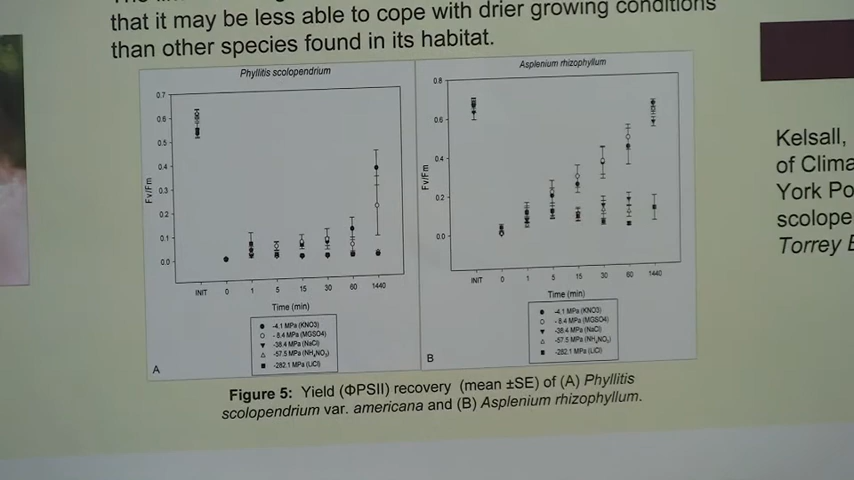 that it may be less able to cope with drier growing conditions
than other species found in its habitat.
Phyllitis scolopendrium
Fv/Fm
0.7
0.6
0.5
0.4
0.3
0.2
0.1
0.0
INIT 0 1 5 15 30 60 1440
Time (min)
-4.1 MPa (KNO3)
-8.4 MPa (MGSO4)
-38.4 MPa (NaCl)
-57.5 MPa (NH4NO3)
-282.1 MPa (LiCl)
A
Asplenium rhizophyllum
Fv/Fm
0.8
0.6
0.4
0.2
0.0
INIT 0 1 5 15 30 60 1440
Time (min)
-4.1 MPa (KNO3)
-8.4 MPa (MGSO4)
-38.4 MPa (NaCl)
-57.5 MPa (NH4NO3)
-282.1 MPa (LiCl)
B
Figure 5: Yield (ΦPSII) recovery (mean ±SE) of (A) Phyllitis
scolopendrium var. americana and (B) Asplenium rhizophyllum.
Kelsall,
of Clima
York Po
scolope
Torrey